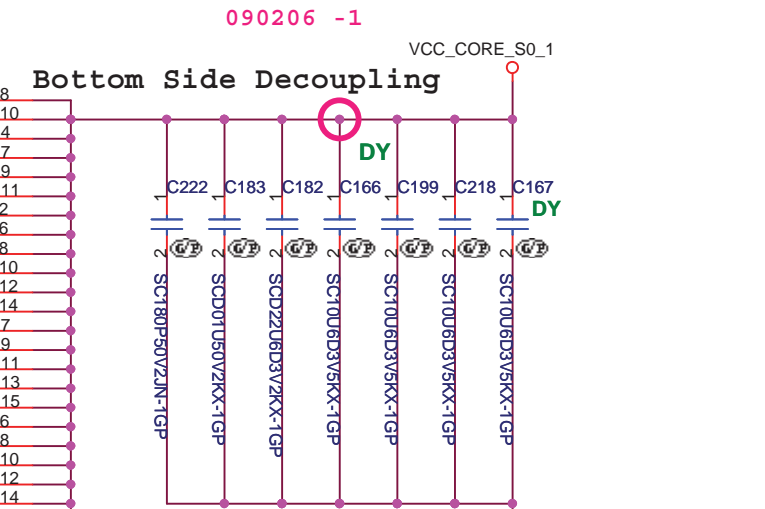 090206 -1
VCC_CORE_S0_1
Bottom Side Decoupling
8
10
4
7
9
11
2
6
8
10
12
14
7
9
11
13
15
6
8
10
12
14
DY
C222
C183
C182
C166
C199
C218
C167
DY
1
1
1
1
1
1
1
G/P
G/P
G/P
G/P
G/P
G/P
G/P
2
2
2
2
2
2
2
SC180P50V2JN-1GP
SCD01U50V2KX-1GP
SCD22U6D3V2KX-1GP
SC10U6D3V5KX-1GP
SC10U6D3V5KX-1GP
SC10U6D3V5KX-1GP
SC10U6D3V5KX-1GP